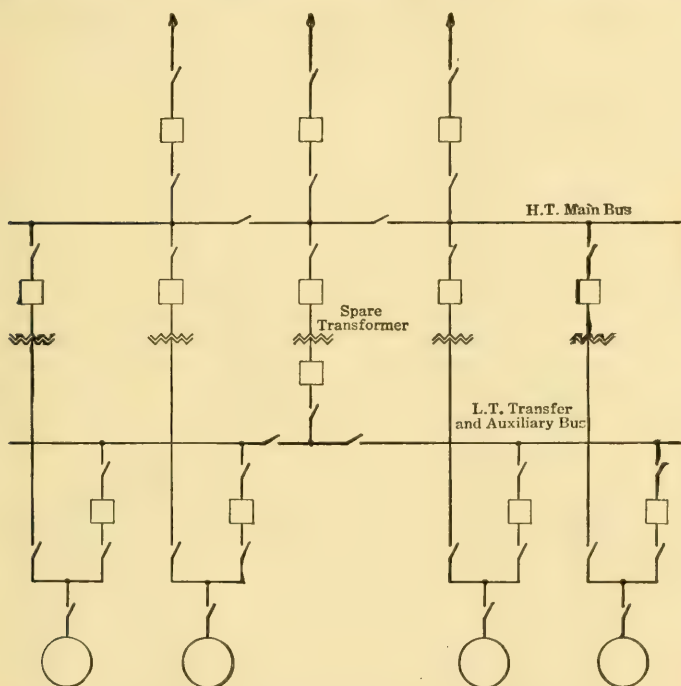 H.T. Main Bus
Spare
Transformer
L.T. Transfer
and Auxiliary Bus